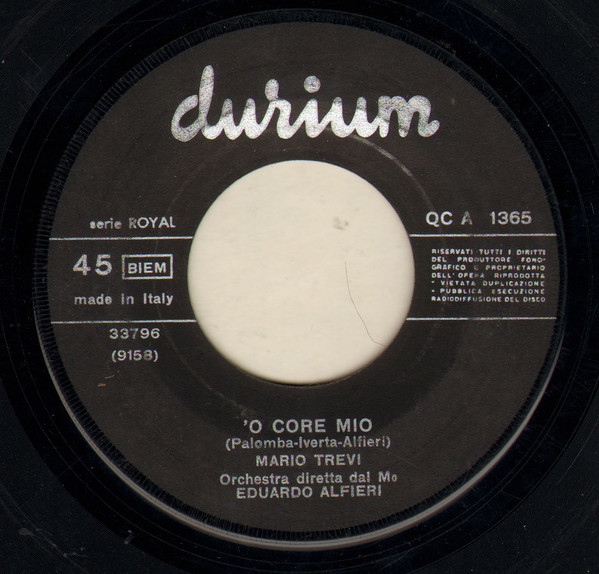 durium
serie ROYAL
QC A 1365
45 BIEM
made in Italy
33796
(9158)
RISERVATI TUTTI I DIRITTI
DEL PRODUTTORE FONO-
GRAFICO E PROPRIETARIO
DELL'OPERA RIPRODOTTA
• VIETATA DUPLICAZIONE
• PUBBLICA ESECUZIONE
RADIODIFFUSIONE DEL DISCO
'O CORE MIO
(Palomba-Iverta-Alfieri)
MARIO TREVI
Orchestra diretta dal Mo
EDUARDO ALFIERI